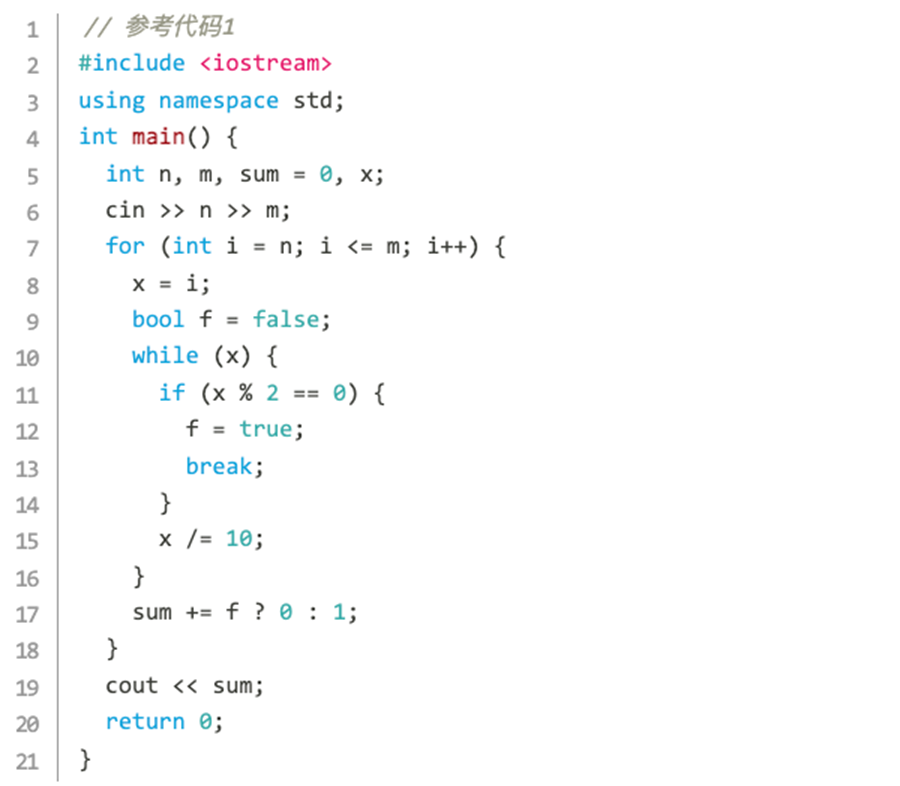 1 // 参考代码1
2 #include <iostream>
3 using namespace std;
4 int main() {
5   int n, m, sum = 0, x;
6   cin >> n >> m;
7   for (int i = n; i <= m; i++) {
8     x = i;
9     bool f = false;
10     while (x) {
11       if (x % 2 == 0) {
12         f = true;
13         break;
14       }
15       x /= 10;
16     }
17     sum += f ? 0 : 1;
18   }
19   cout << sum;
20   return 0;
21 }